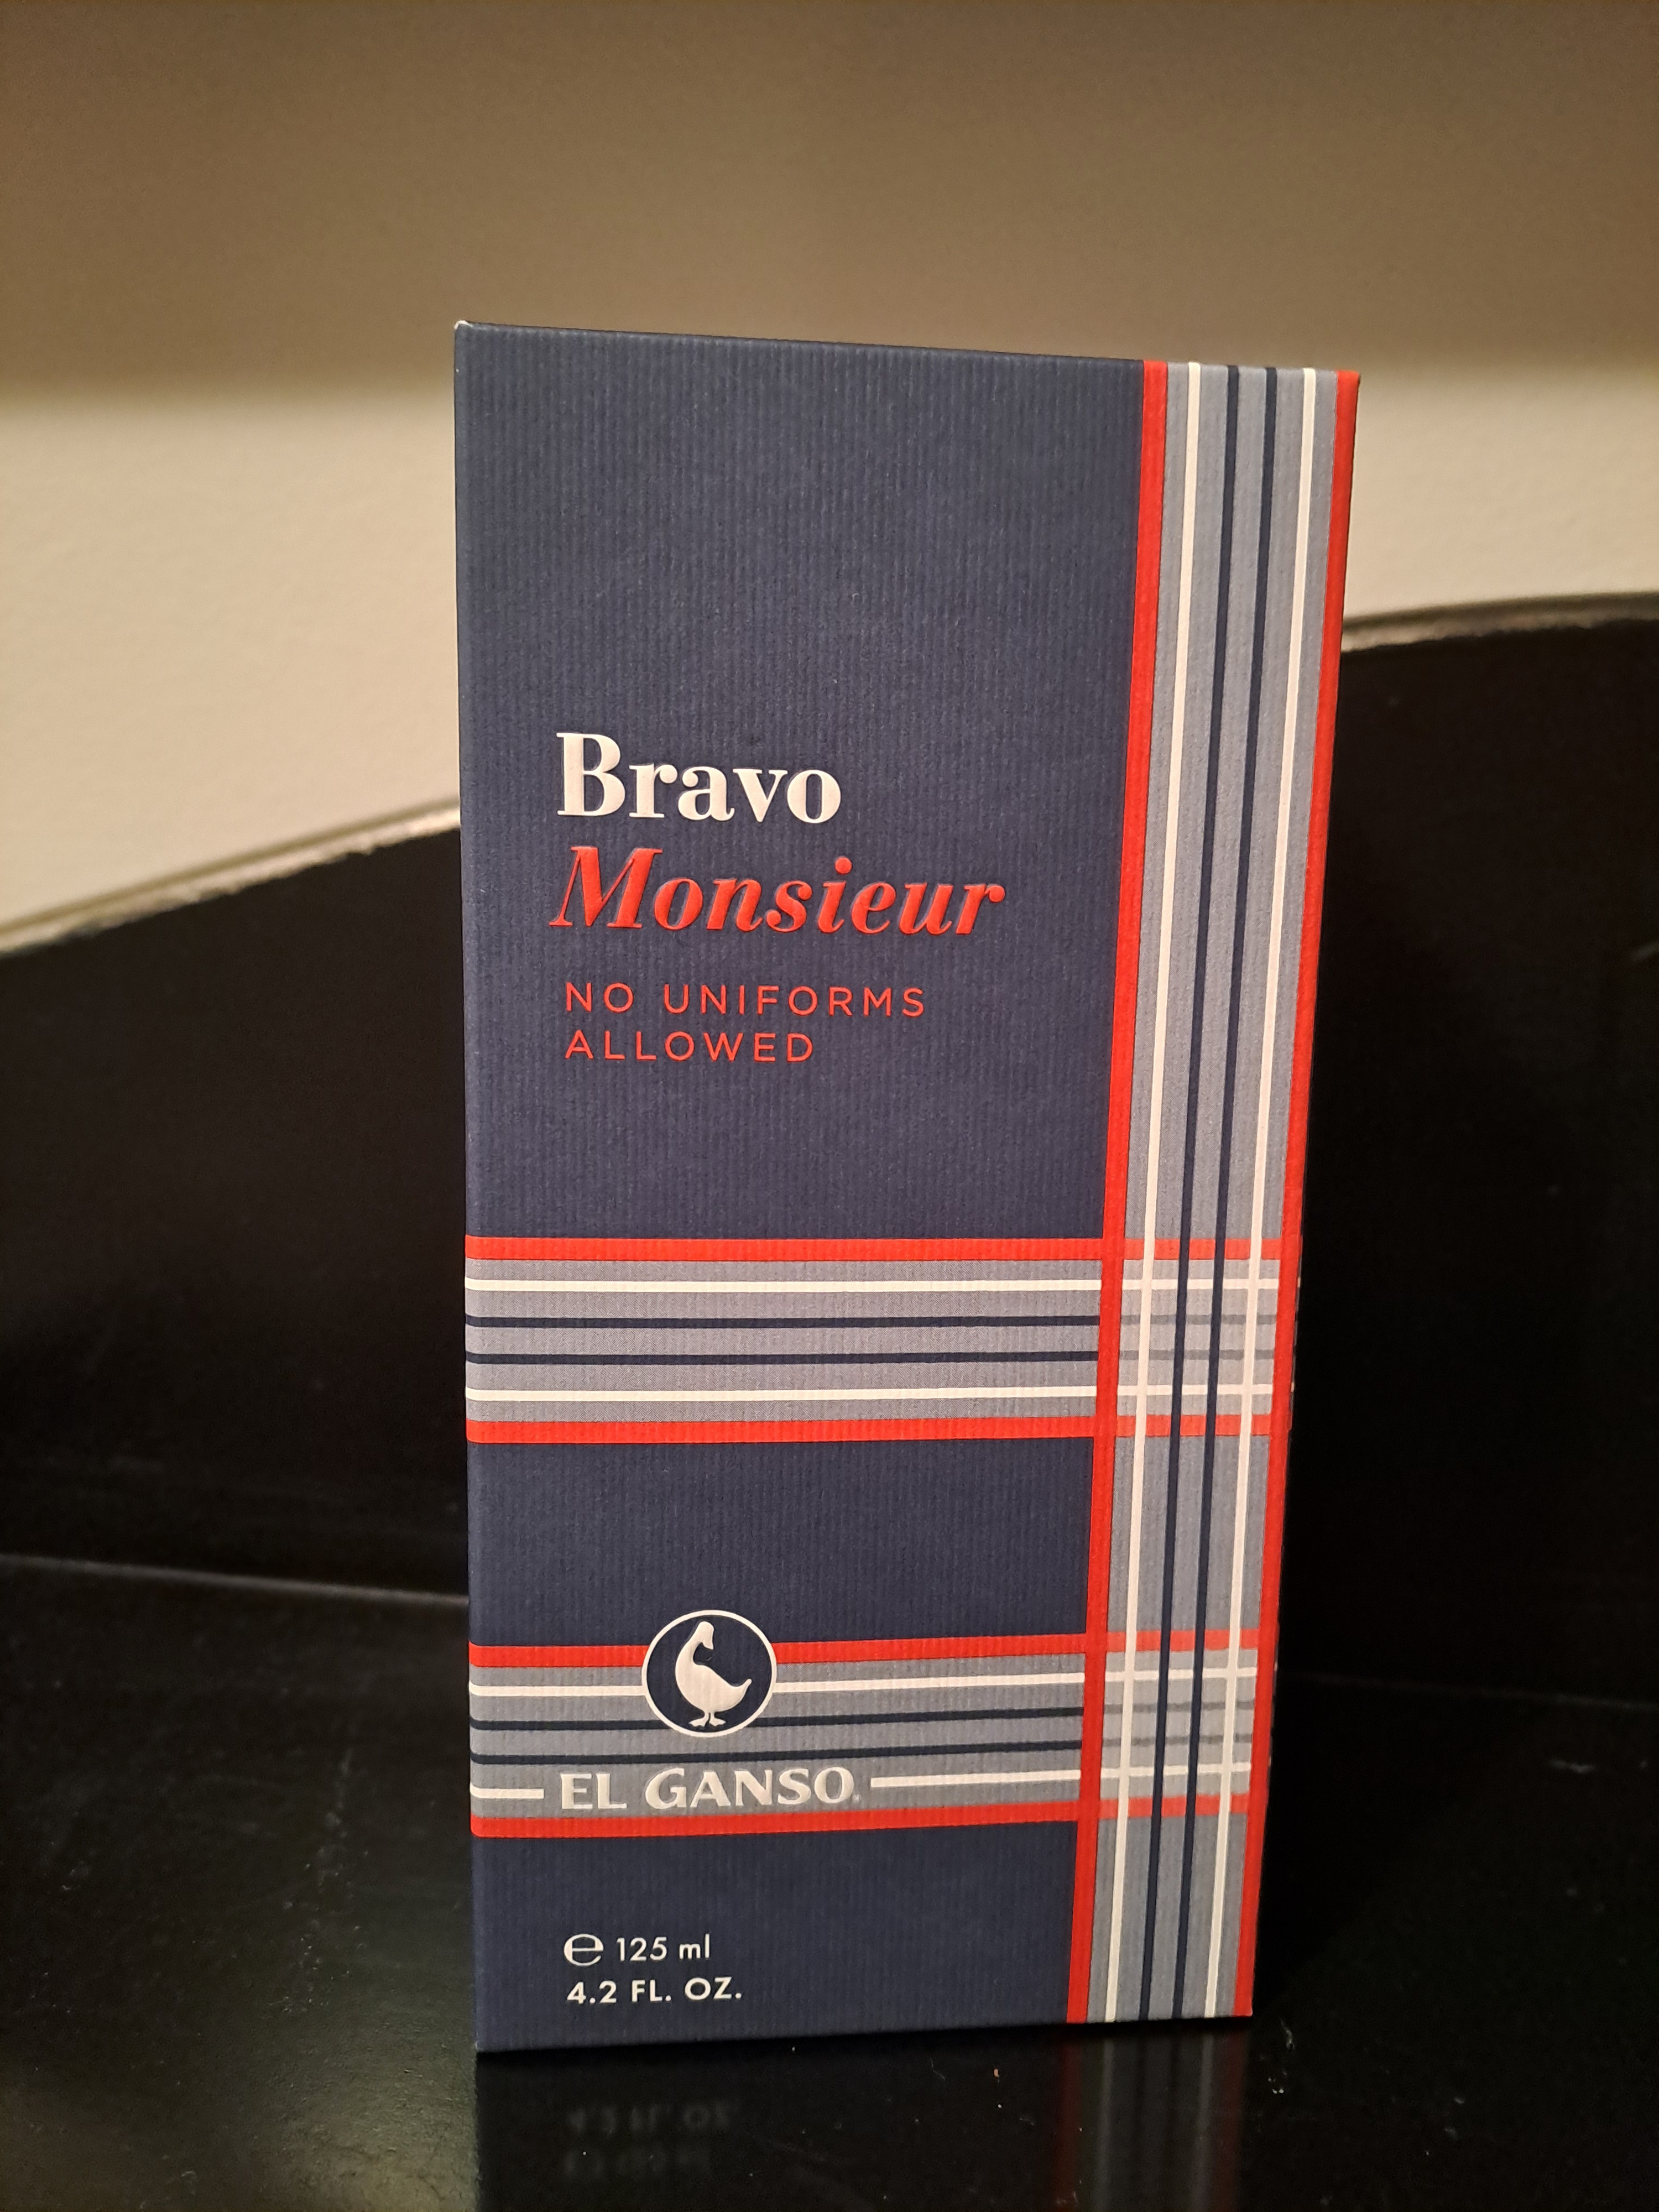 Bravo
Monsieur
NO UNIFORMS
ALLOWED
EL GANSO
℮ 125 ml
4.2 FL. OZ.